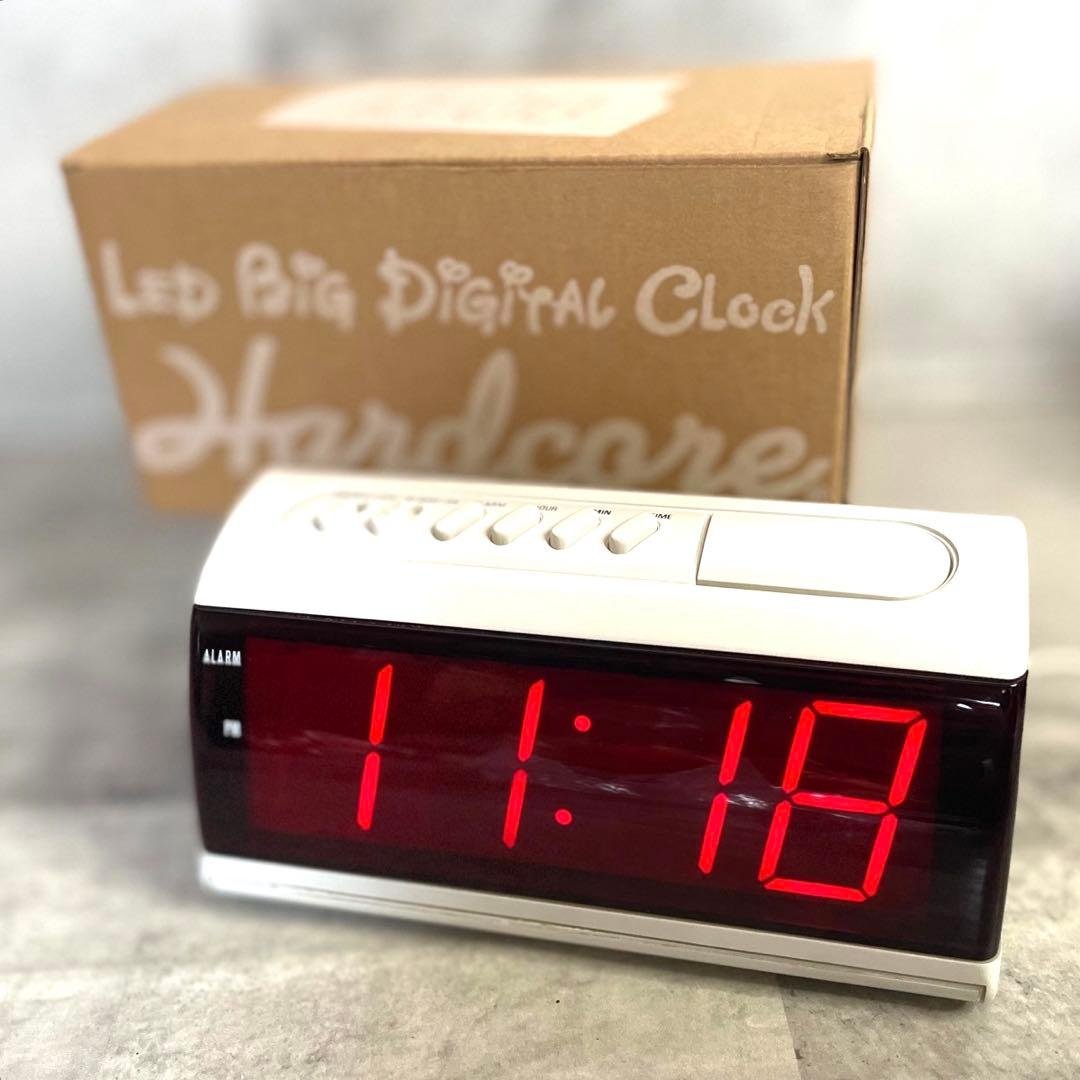 LED BIG DIGITAL CLOCK
Hardcore
HOUR MIN TIME
ALARM
PM
11:18